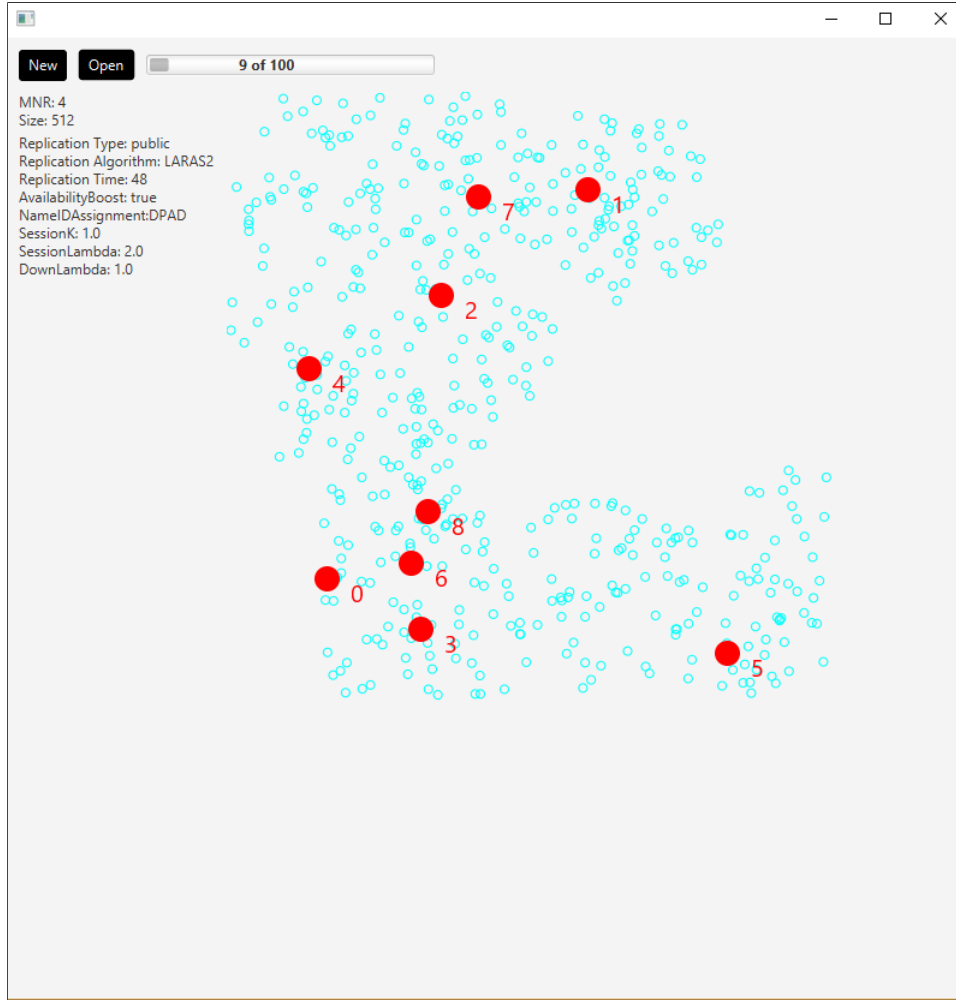 New Open 9 of 100
MNR: 4
Size: 512
Replication Type: public
Replication Algorithm: LARAS2
Replication Time: 48
AvailabilityBoost: true
NameIDAssignment:DPAD
SessionK: 1.0
SessionLambda: 2.0
DownLambda: 1.0
1
7
2
4
8
6
0
3
5